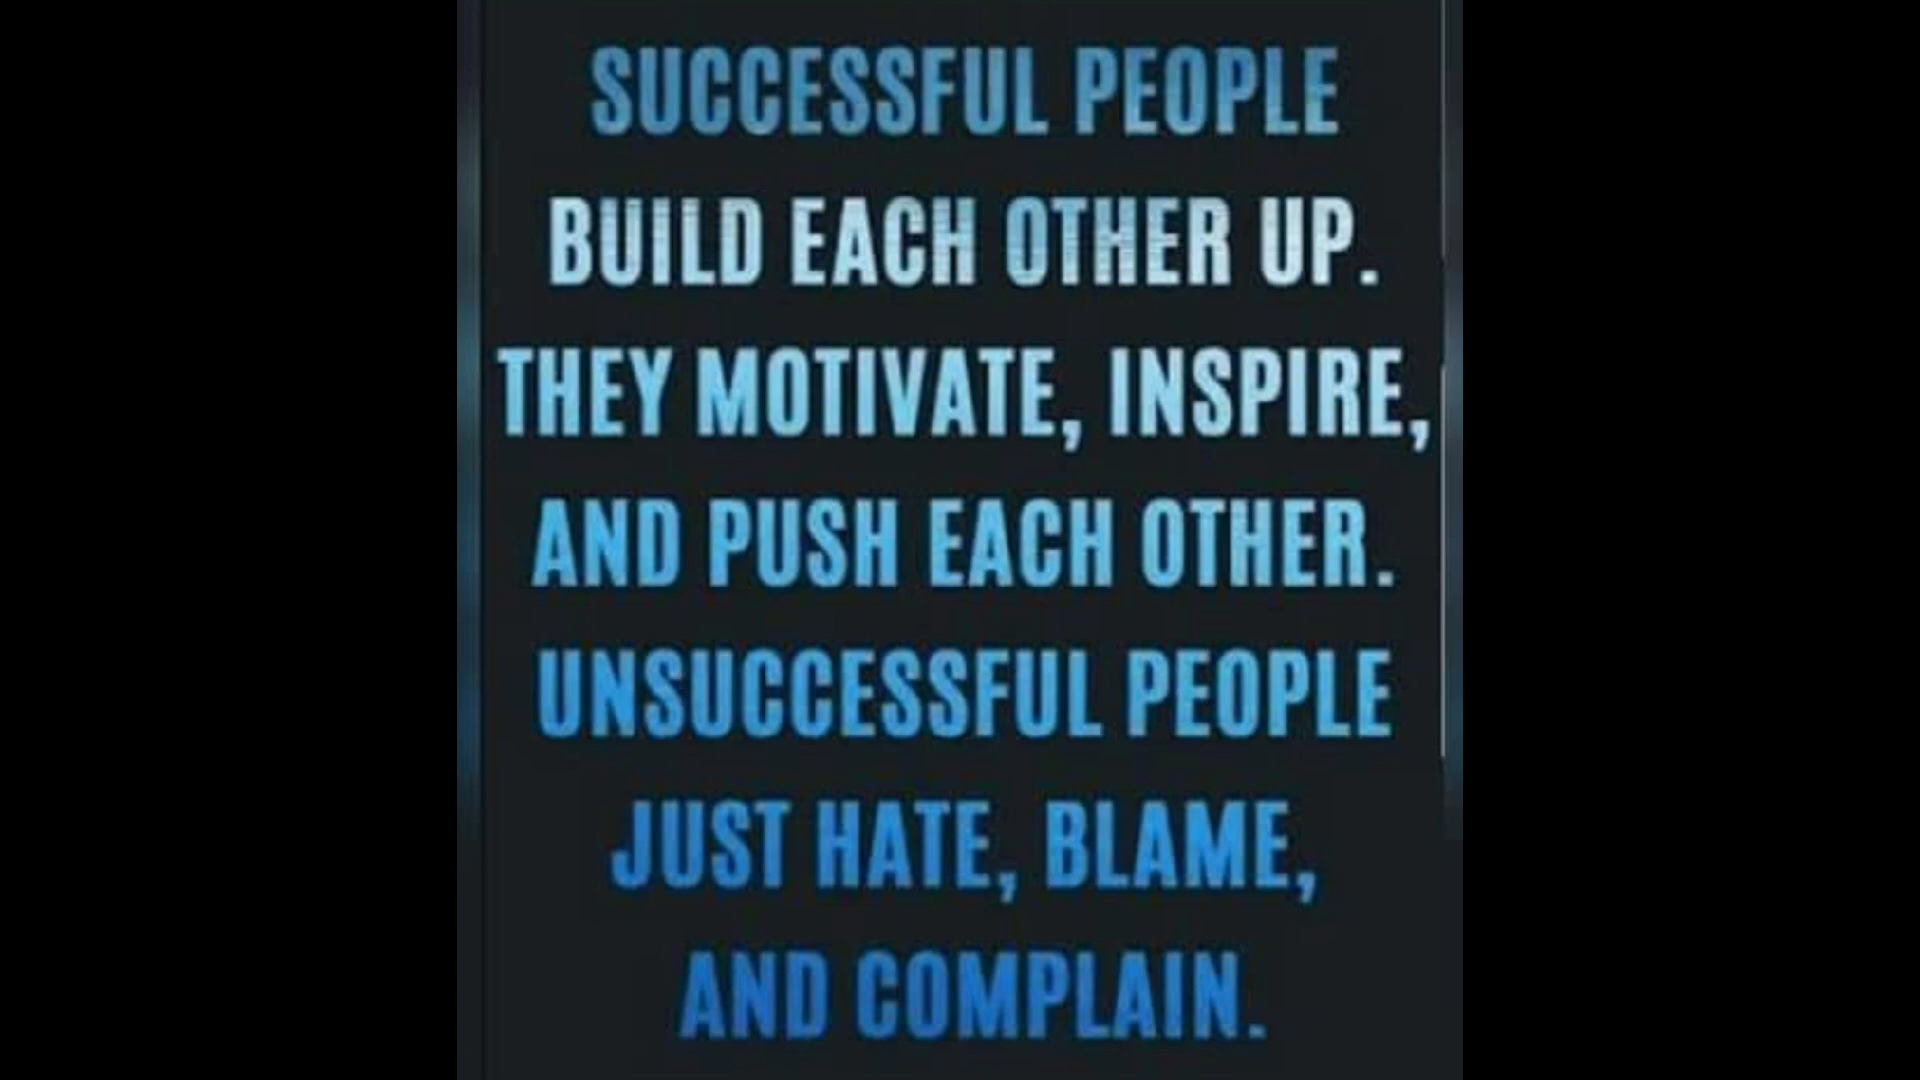 SUCCESSFUL PEOPLE
BUILD EACH OTHER UP.
THEY MOTIVATE, INSPIRE,
AND PUSH EACH OTHER.
UNSUCCESSFUL PEOPLE
JUST HATE, BLAME,
AND COMPLAIN.